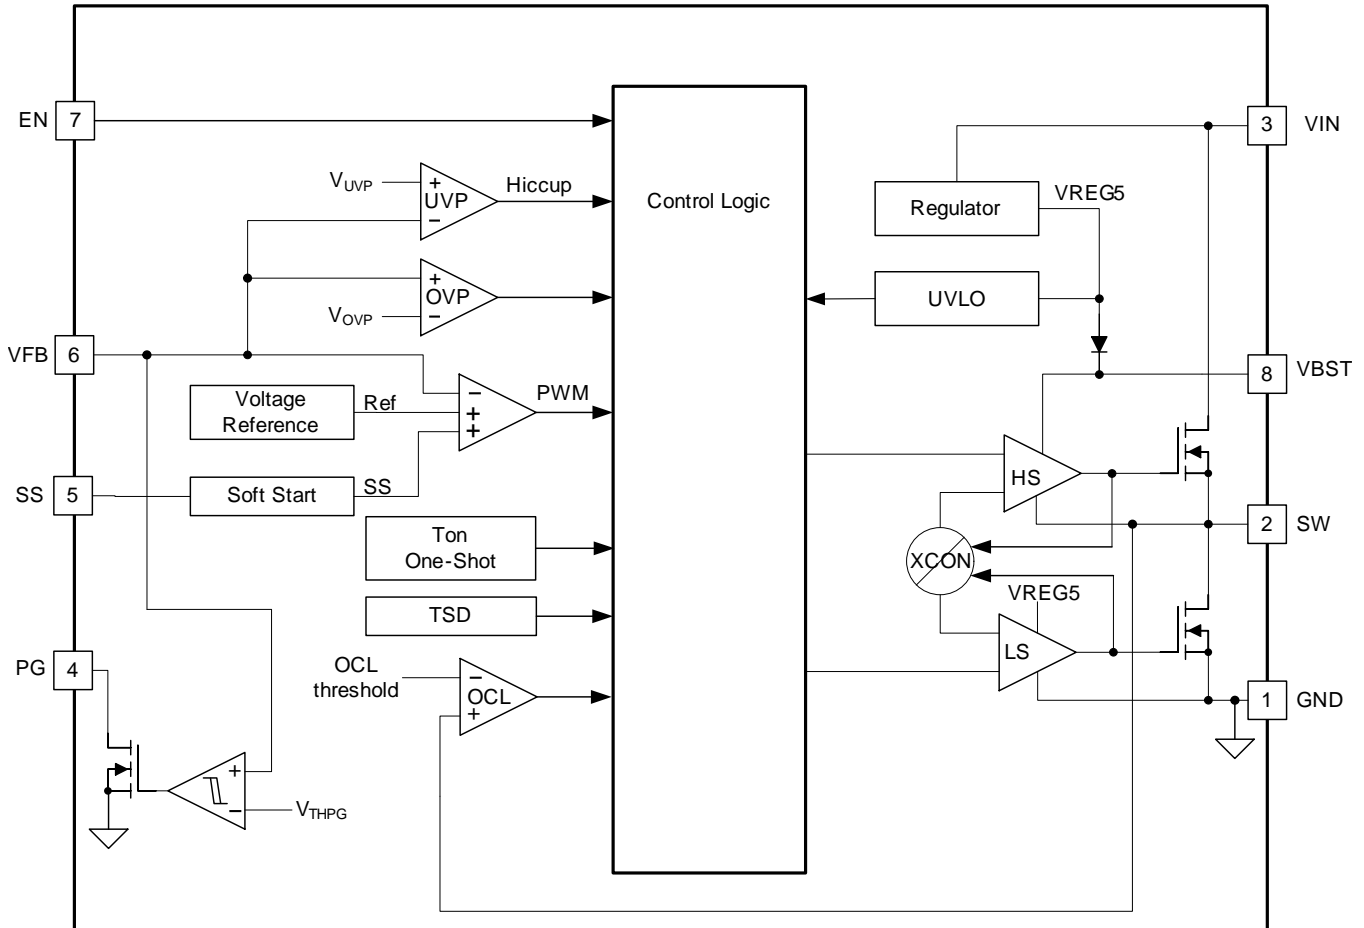 EN 7
3 VIN
VUVP + UVP − Hiccup
Control Logic
Regulator
VREG5
+ OVP −
VOVP
UVLO
VFB 6
8 VBST
Voltage
Reference
Ref
− + +
PWM
HS
SS 5
Soft Start
SS
2 SW
Ton
One-Shot
XCON
TSD
VREG5
LS
PG 4
OCL
threshold
− OCL +
1 GND
+ −
VTHPG